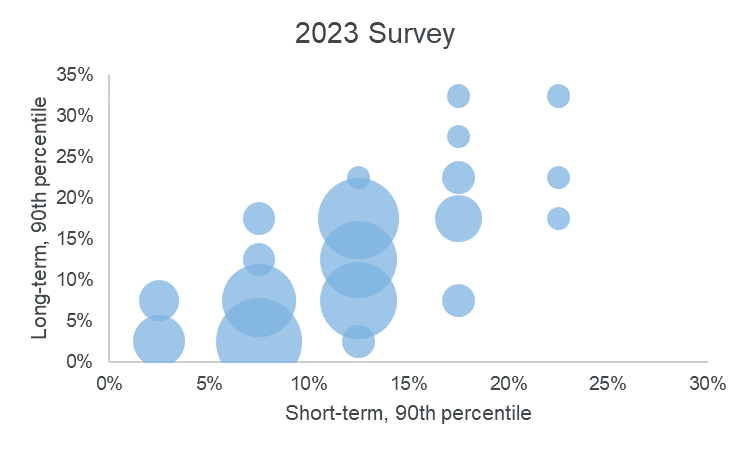 2023 Survey
Long-term, 90th percentile
35%
30%
25%
20%
15%
10%
5%
0%
0% 5% 10% 15% 20% 25% 30%
Short-term, 90th percentile